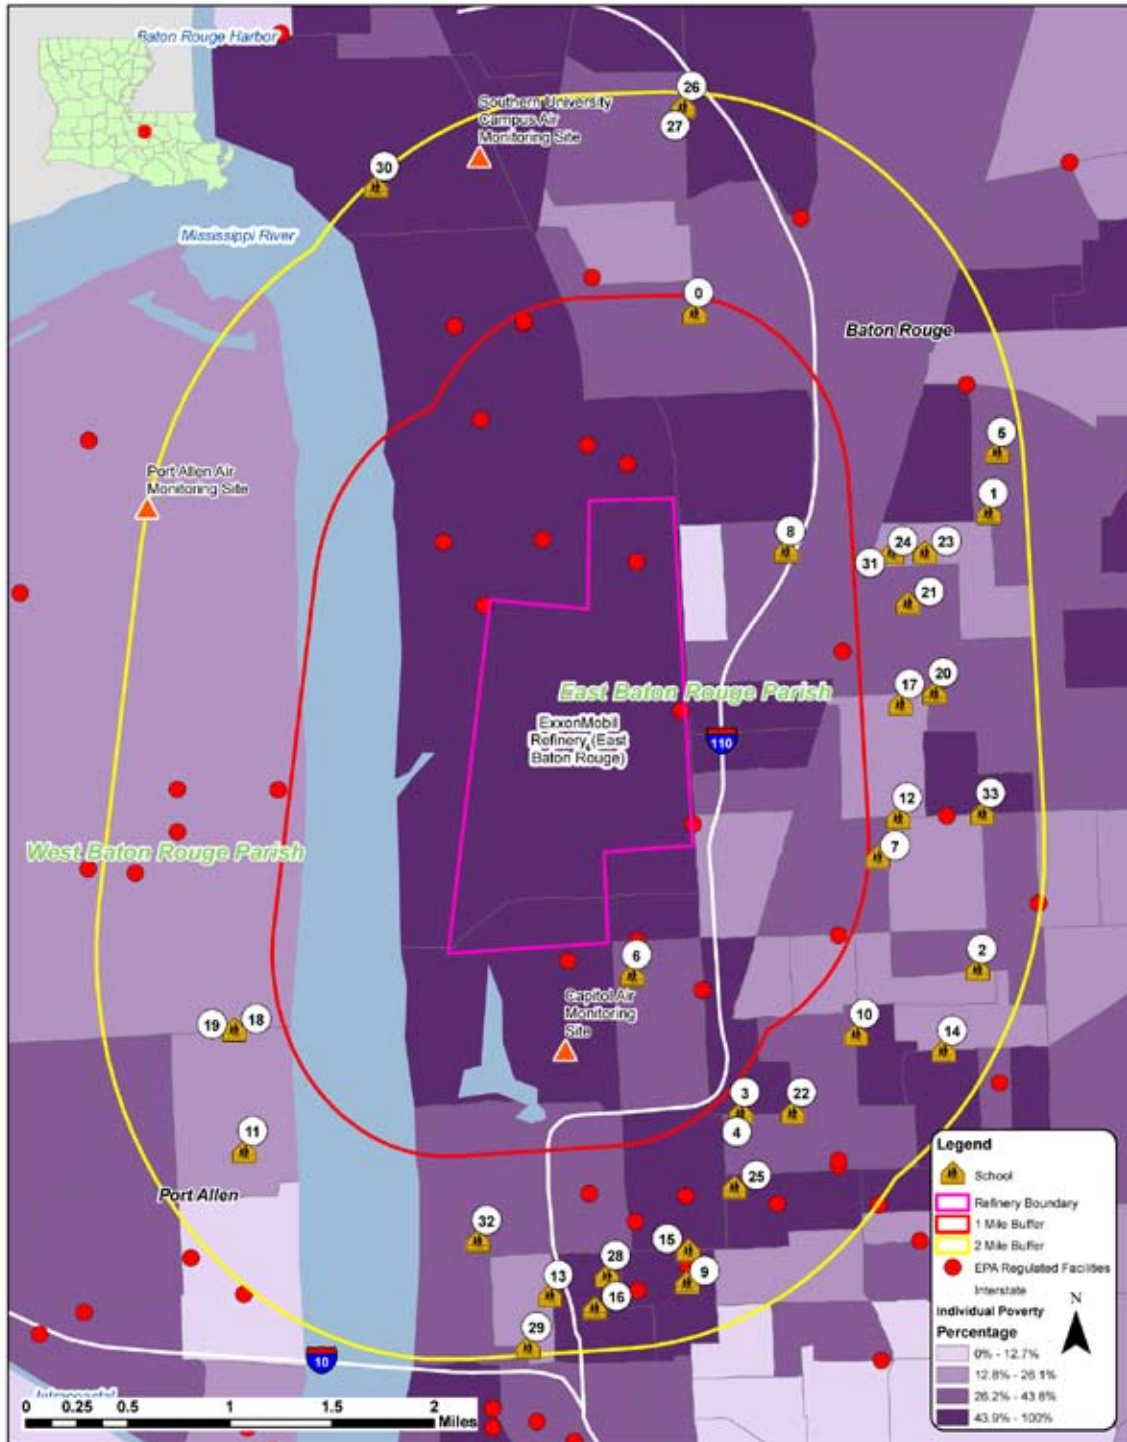 Baton Rouge Harbor
Southern University
Campus Air
Monitoring Site
26
27
30
Mississippi River
0
Baton Rouge
5
1
Port Allen Air
Monitoring Site
8
24
23
31
21
East Baton Rouge Parish
17
20
ExxonMobil
Refinery (East
Baton Rouge)
110
12
33
West Baton Rouge Parish
7
6
2
Capitol Air
Monitoring
Site
19
18
10
14
3
22
4
11
Port Allen
25
32
15
28
9
13
16
29
10
Intracoastal
0 0.25 0.5 1 1.5 2
Miles
Legend
School
Refinery Boundary
1 Mile Buffer
2 Mile Buffer
EPA Regulated Facilities
Interstate
Individual Poverty
Percentage
0% - 12.7%
12.8% - 26.1%
26.2% - 43.8%
43.9% - 100%
N